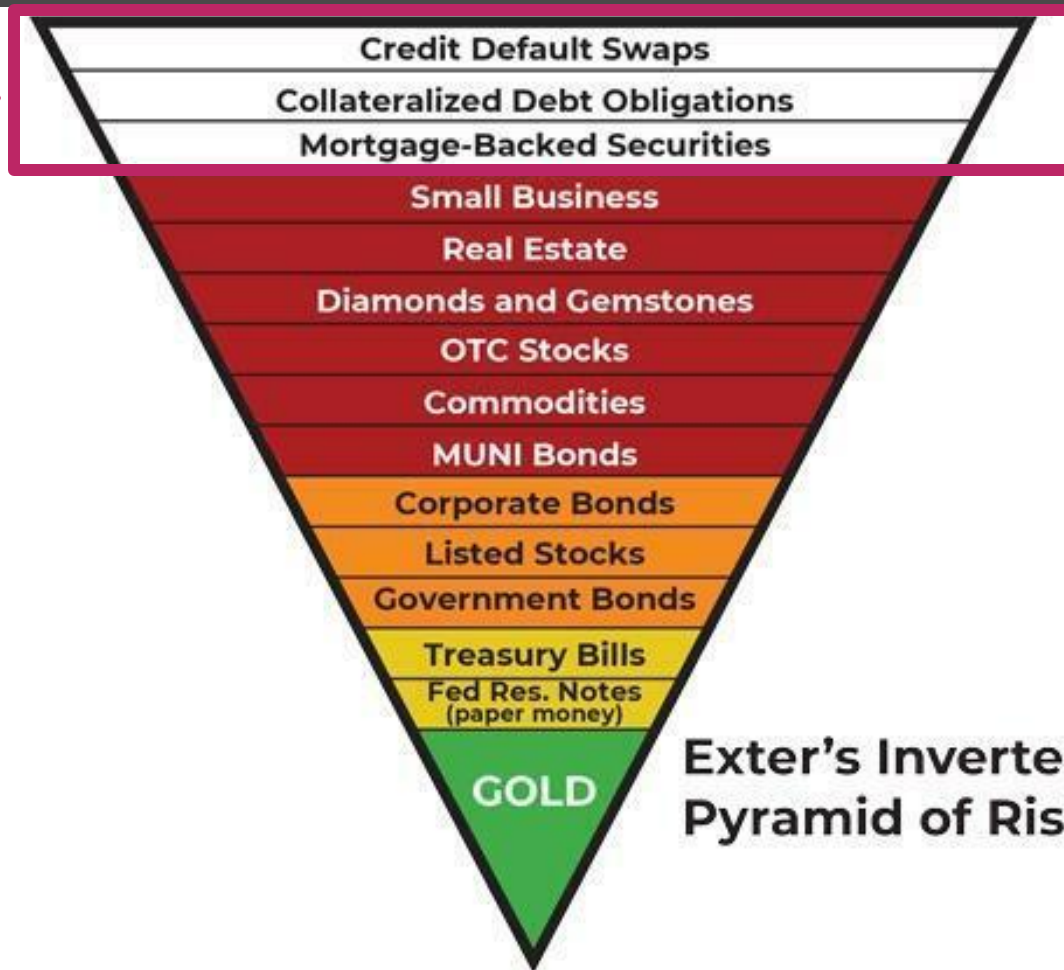 Credit Default Swaps
Collateralized Debt Obligations
Mortgage-Backed Securities
Small Business
Real Estate
Diamonds and Gemstones
OTC Stocks
Commodities
MUNI Bonds
Corporate Bonds
Listed Stocks
Government Bonds
Treasury Bills
Fed Res. Notes
(paper money)
GOLD
Exter's Inverte
Pyramid of Ris